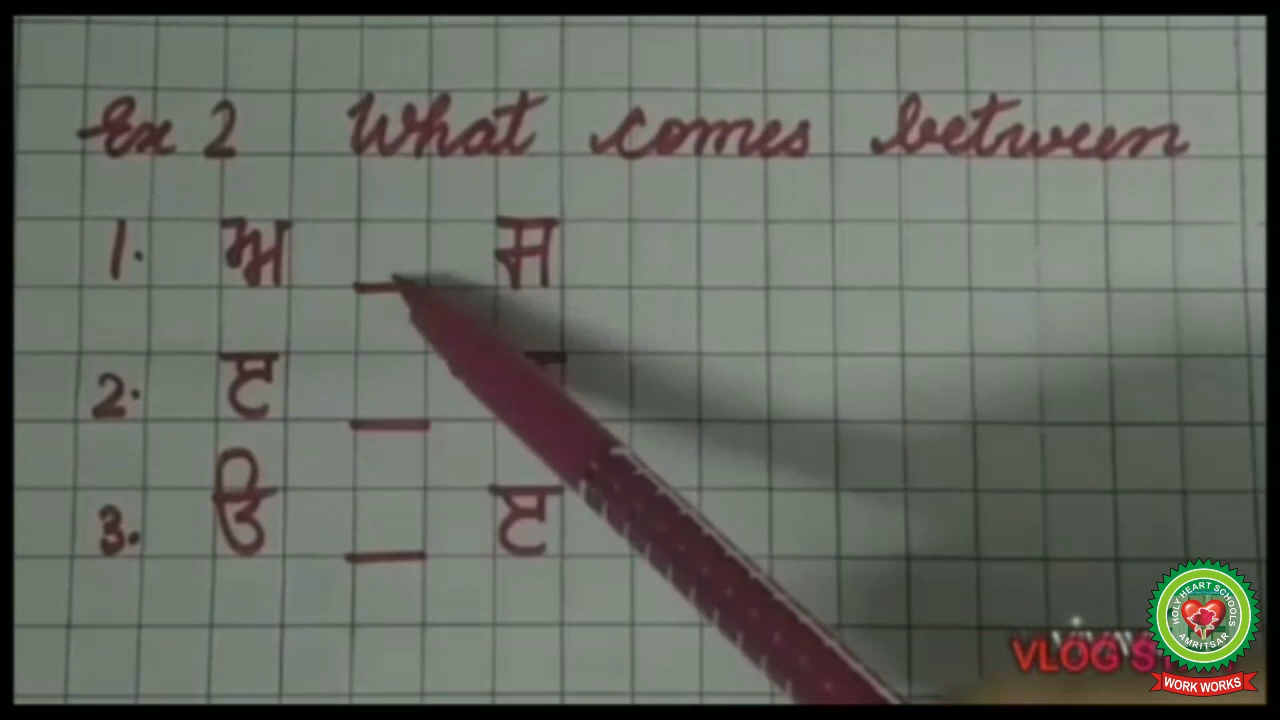 Ex 2 What comes between
1. ਅ _ ਸ
2. ੲ _
3. ੳ _ ੲ
VLOG
HOLY HEART SCHOOLS
AMRITSAR
WORK WORKS